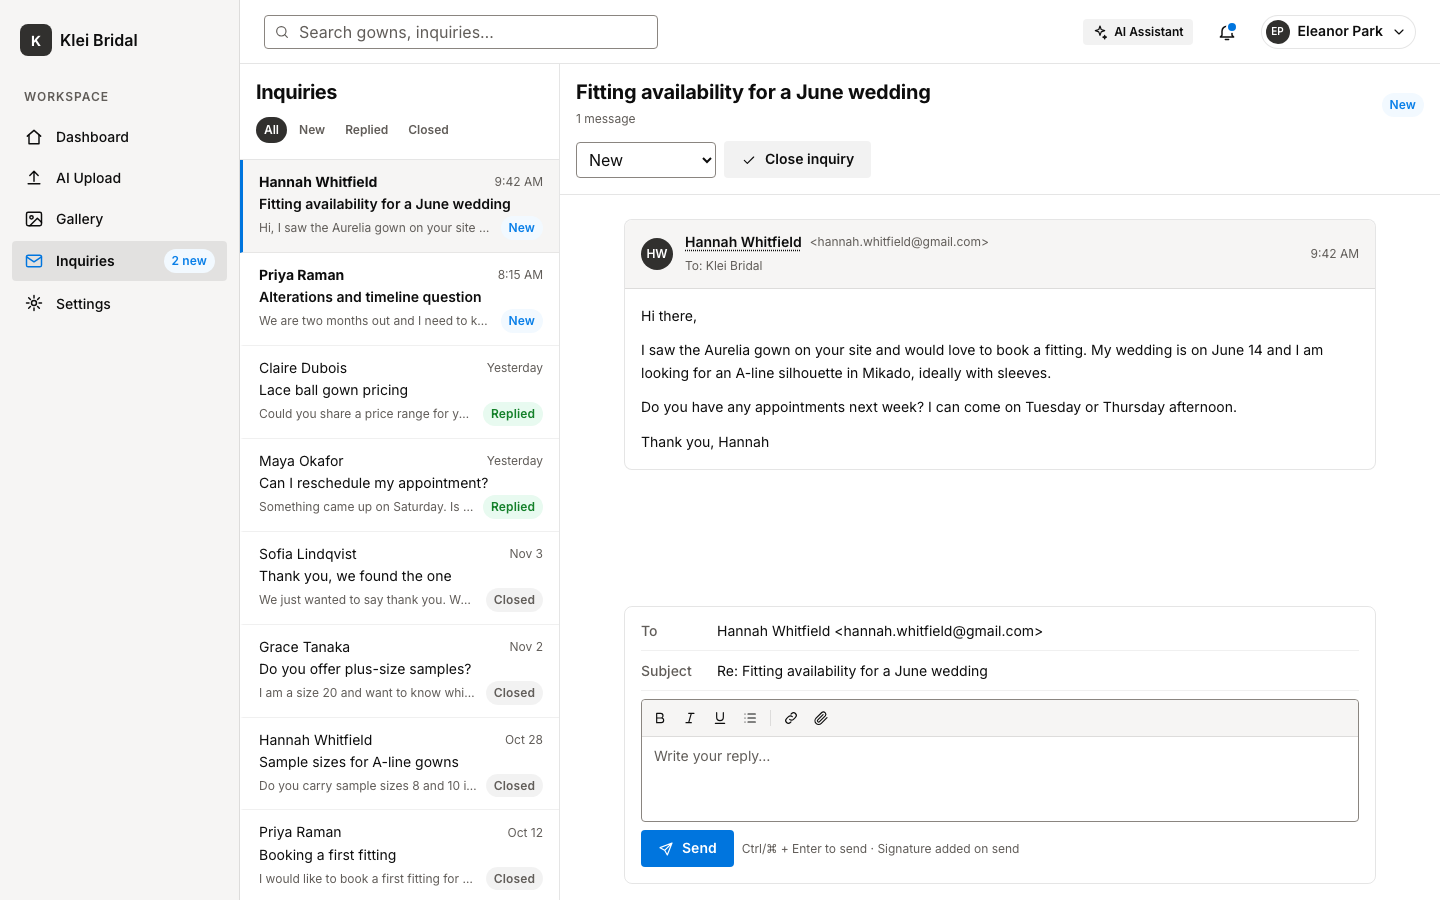 K Klei Bridal
WORKSPACE
Dashboard
AI Upload
Gallery
Inquiries 2 new
Settings
Search gowns, inquiries...
AI Assistant
EP Eleanor Park
Inquiries
All New Replied Closed
Hannah Whitfield 9:42 AM
Fitting availability for a June wedding
Hi, I saw the Aurelia gown on your site ... New
Priya Raman 8:15 AM
Alterations and timeline question
We are two months out and I need to k... New
Claire Dubois Yesterday
Lace ball gown pricing
Could you share a price range for y... Replied
Maya Okafor Yesterday
Can I reschedule my appointment?
Something came up on Saturday. Is ... Replied
Sofia Lindqvist Nov 3
Thank you, we found the one
We just wanted to say thank you. W... Closed
Grace Tanaka Nov 2
Do you offer plus-size samples?
I am a size 20 and want to know whi... Closed
Hannah Whitfield Oct 28
Sample sizes for A-line gowns
Do you carry sample sizes 8 and 10 i... Closed
Priya Raman Oct 12
Booking a first fitting
I would like to book a first fitting for ... Closed
Fitting availability for a June wedding
1 message
New
New Close inquiry
HW Hannah Whitfield <hannah.whitfield@gmail.com>
To: Klei Bridal
9:42 AM
Hi there,
I saw the Aurelia gown on your site and would love to book a fitting. My wedding is on June 14 and I am
looking for an A-line silhouette in Mikado, ideally with sleeves.
Do you have any appointments next week? I can come on Tuesday or Thursday afternoon.
Thank you, Hannah
To Hannah Whitfield <hannah.whitfield@gmail.com>
Subject Re: Fitting availability for a June wedding
B I U
Write your reply...
Send Ctrl/⌘ + Enter to send · Signature added on send